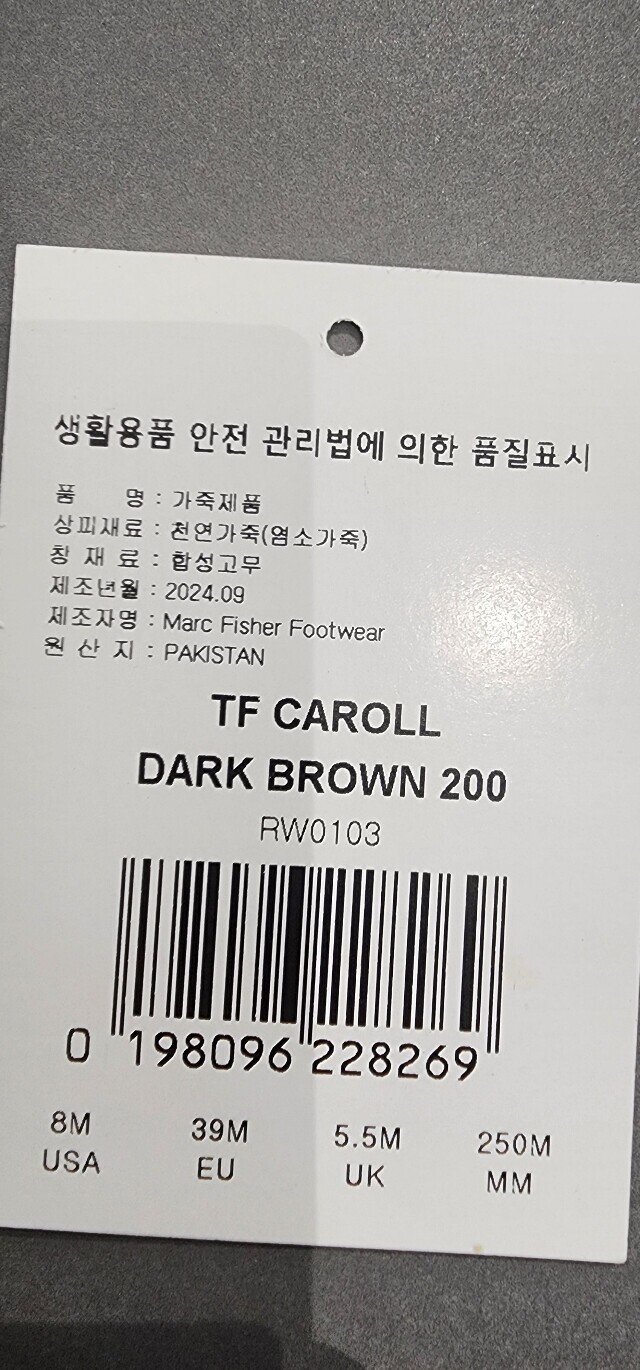 생활용품 안전 관리법에 의한 품질표시
품 명 : 가죽제품
상피재료 : 천연가죽(염소가죽)
창 재 료 : 합성고무
제조년월 : 2024.09
제조자명 : Marc Fisher Footwear
원 산 지 : PAKISTAN
TF CAROLL
DARK BROWN 200
RW0103
0 198096 228269
8M 39M 5.5M 250M
USA EU UK MM